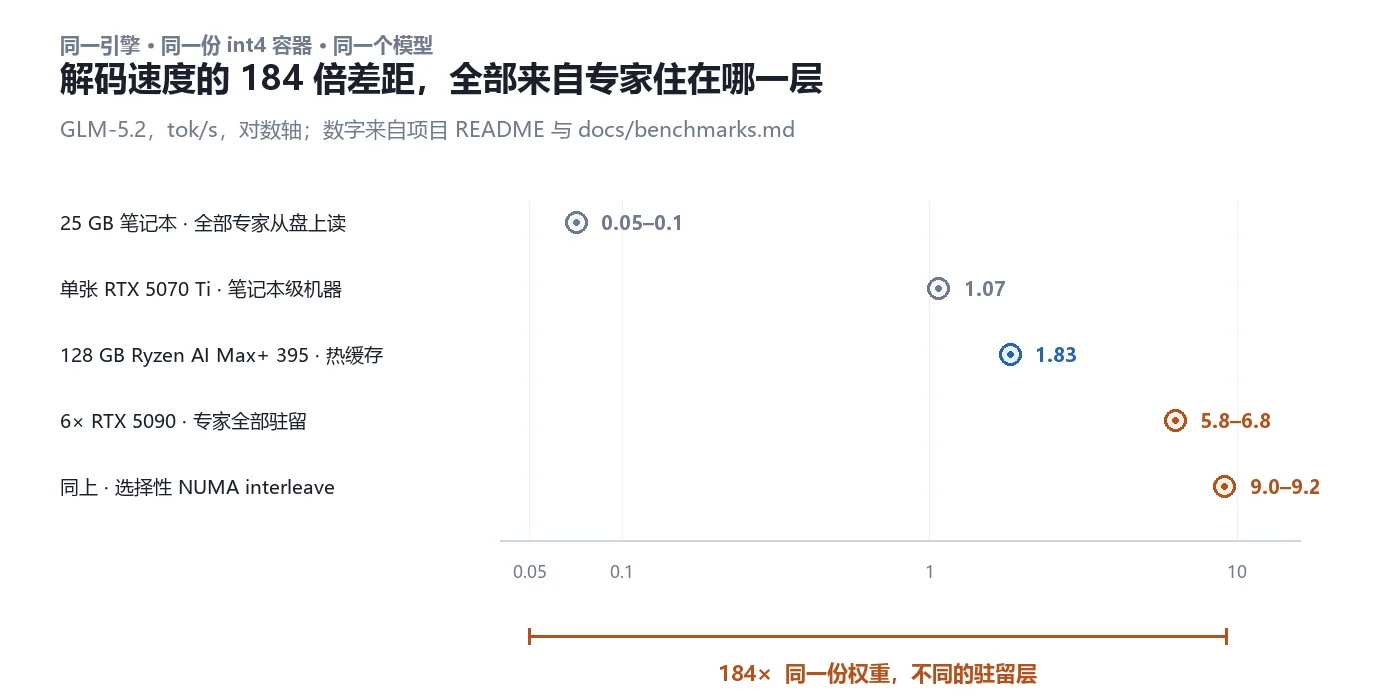 同一引擎 • 同一份 int4 容器 • 同一个模型
解码速度的 184 倍差距，全部来自专家住在哪一层
GLM-5.2，tok/s，对数轴；数字来自项目 README 与 docs/benchmarks.md
25 GB 笔记本 · 全部专家从盘上读 0.05–0.1
单张 RTX 5070 Ti · 笔记本级机器 1.07
128 GB Ryzen AI Max+ 395 · 热缓存 1.83
6× RTX 5090 · 专家全部驻留 5.8–6.8
同上 · 选择性 NUMA interleave 9.0–9.2
0.05 0.1 1 10
184× 同一份权重，不同的驻留层